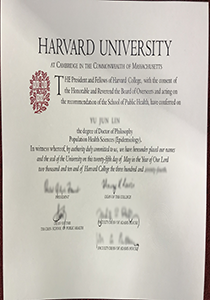 HARVARD UNIVERSITY
AT CAMBRIDGE IN THE COMMONWEALTH OF MASSACHUSETTS
THE President and Fellows of Harvard College, with the consent of
the Honorable and Reverend the Board of Overseers and acting on
the recommendation of the School of Public Health, have conferred on
YU JUN LIN
the degree of Doctor of Philosophy
Population Health Sciences (Epidemiology).
In witness whereof, by authority duly committed to us, we have hereunder placed our names
and the seal of the University on this twenty-fifth day of May in the Year of Our Lord
two thousand and ten and of Harvard College the three hundred and
PRESIDENT
DEAN OF THE COLLEGE